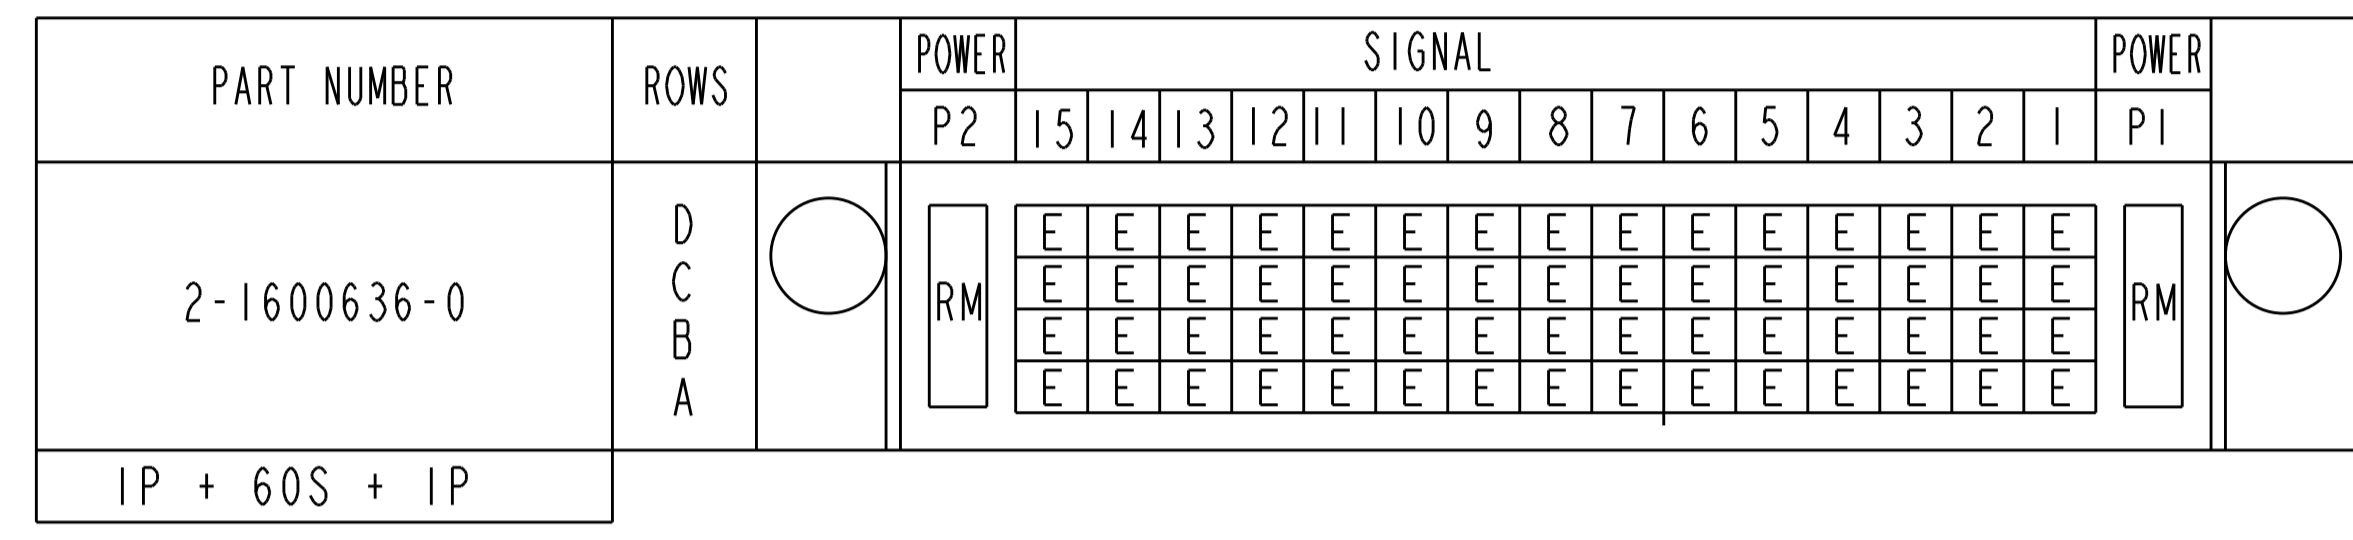 PART NUMBER ROWS POWER SIGNAL POWER
P2 15 14 13 12 11 10 9 8 7 6 5 4 3 2 1 P1
D E E E E E E E E E E E E E E E
C E E E E E E E E E E E E E E E
2-1600636-0 RM RM
B E E E E E E E E E E E E E E E
A E E E E E E E E E E E E E E E
1P + 60S + 1P